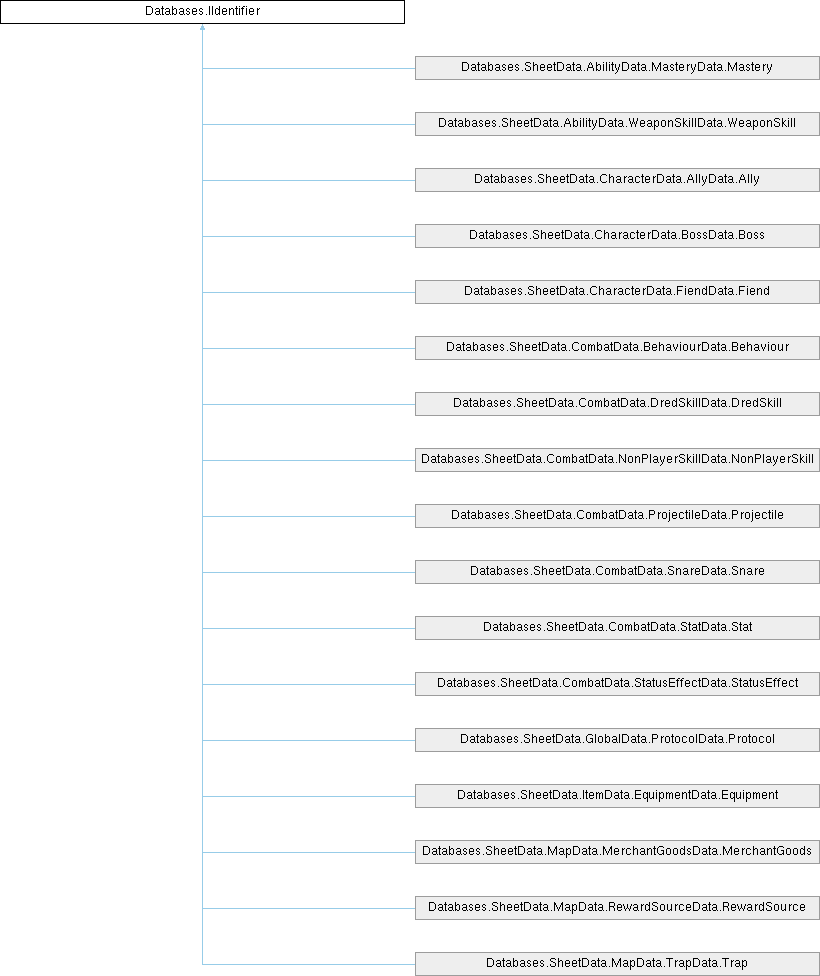 Databases.IIdentifier
Databases.SheetData.AbilityData.MasteryData.Mastery
Databases.SheetData.AbilityData.WeaponSkillData.WeaponSkill
Databases.SheetData.CharacterData.AllyData.Ally
Databases.SheetData.CharacterData.BossData.Boss
Databases.SheetData.CharacterData.FiendData.Fiend
Databases.SheetData.CombatData.BehaviourData.Behaviour
Databases.SheetData.CombatData.DredSkillData.DredSkill
Databases.SheetData.CombatData.NonPlayerSkillData.NonPlayerSkill
Databases.SheetData.CombatData.ProjectileData.Projectile
Databases.SheetData.CombatData.SnareData.Snare
Databases.SheetData.CombatData.StatData.Stat
Databases.SheetData.CombatData.StatusEffectData.StatusEffect
Databases.SheetData.GlobalData.ProtocolData.Protocol
Databases.SheetData.ItemData.EquipmentData.Equipment
Databases.SheetData.MapData.MerchantGoodsData.MerchantGoods
Databases.SheetData.MapData.RewardSourceData.RewardSource
Databases.SheetData.MapData.TrapData.Trap